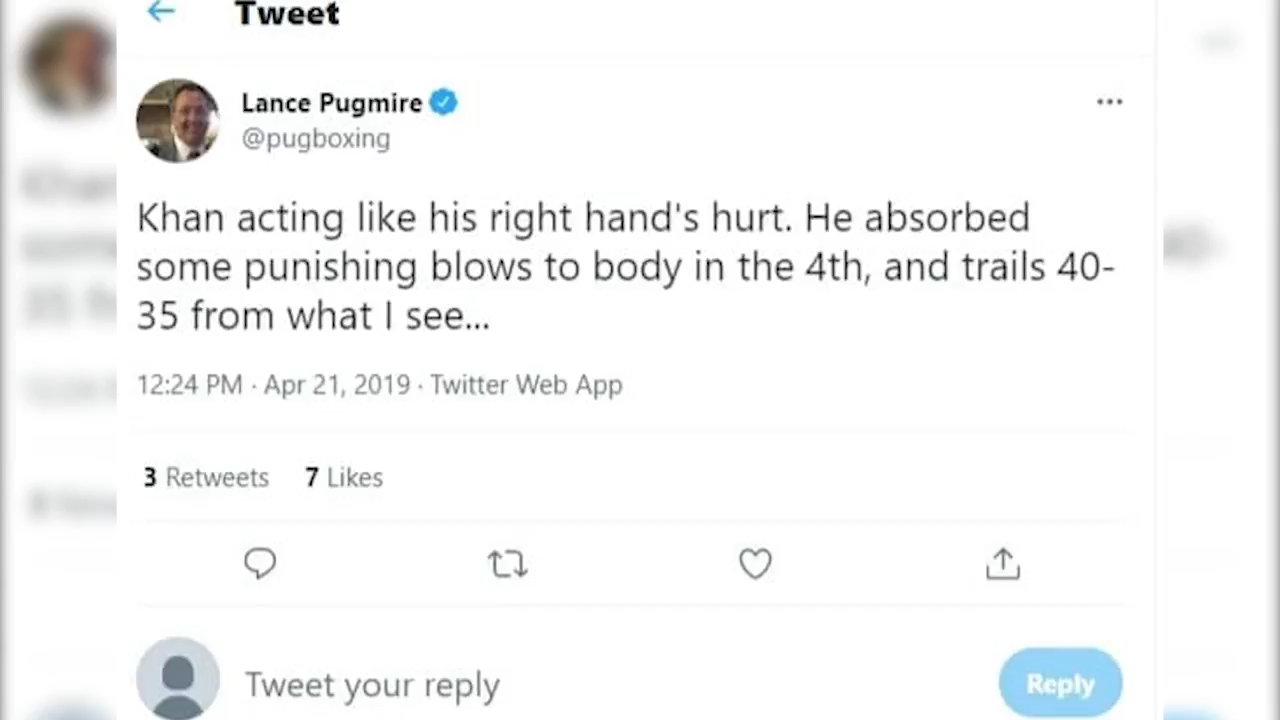 Tweet
Lance Pugmire
@pugboxing
Khan acting like his right hand's hurt. He absorbed
some punishing blows to body in the 4th, and trails 40-
35 from what I see...
12:24 PM · Apr 21, 2019 · Twitter Web App
3 Retweets 7 Likes
Tweet your reply
Reply